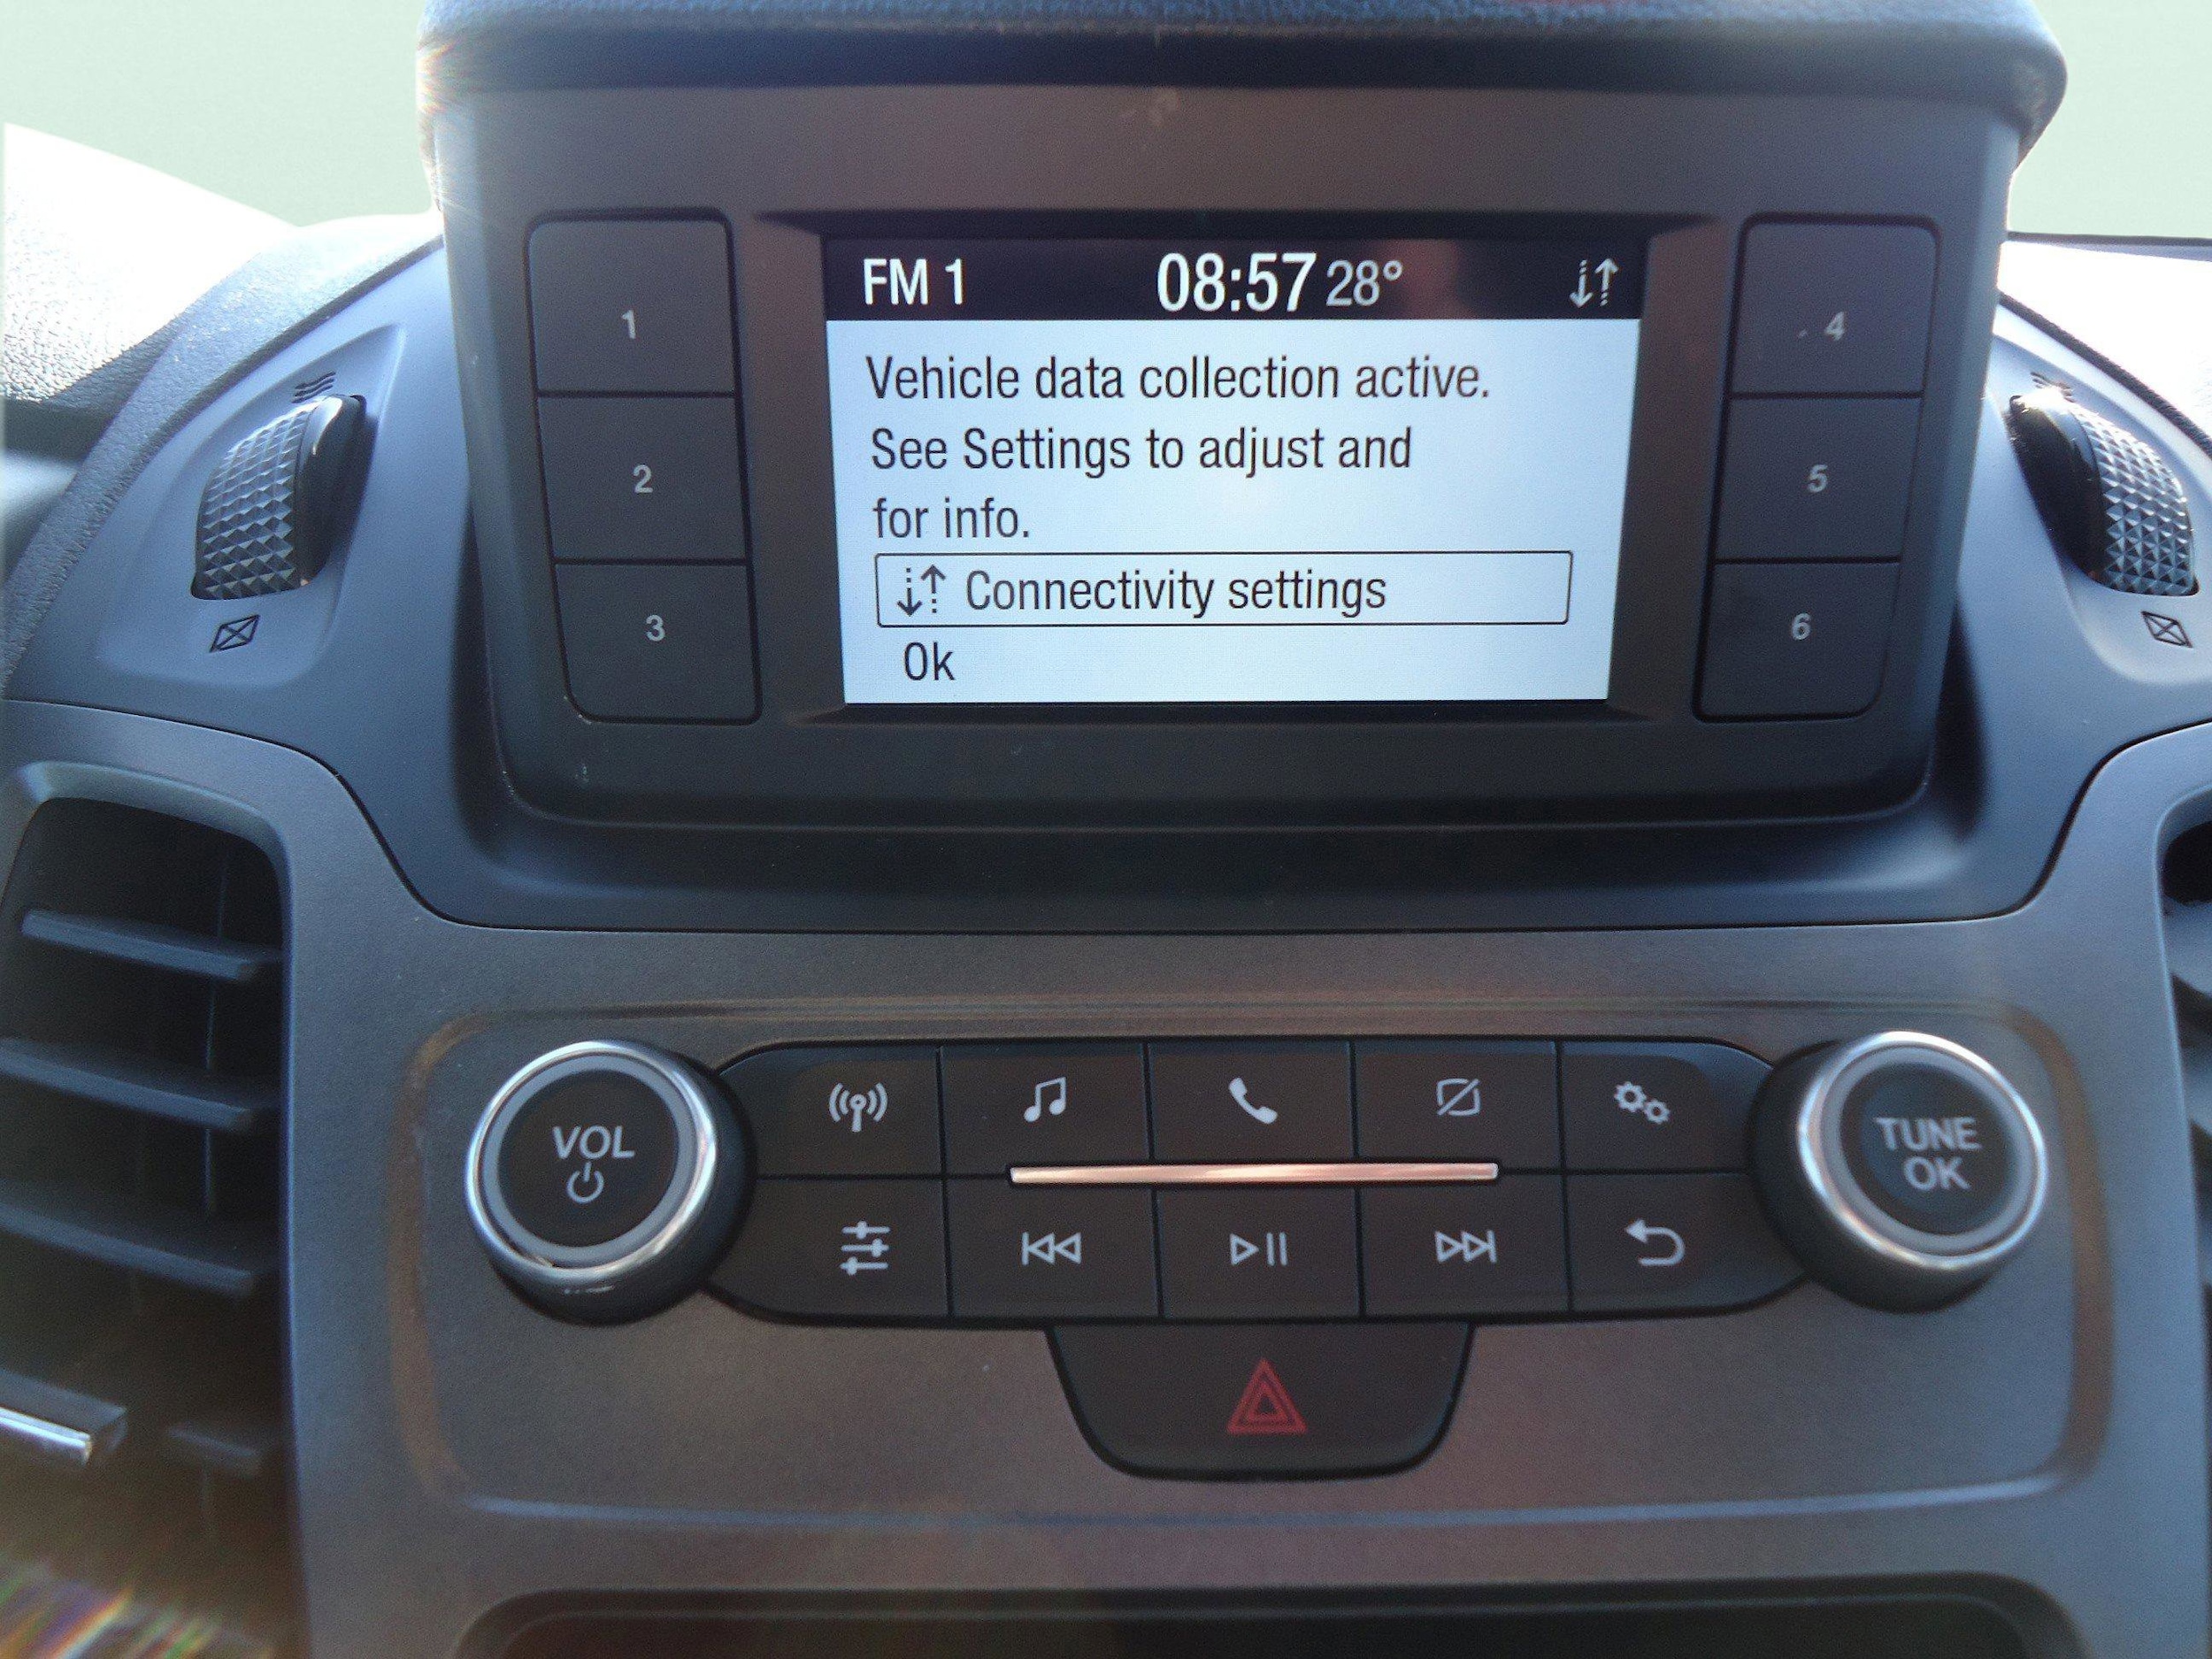 FM 1 08:57 28°
Vehicle data collection active.
See Settings to adjust and
for info.
Connectivity settings
Ok
1
2
3
4
5
6
VOL
TUNE
OK